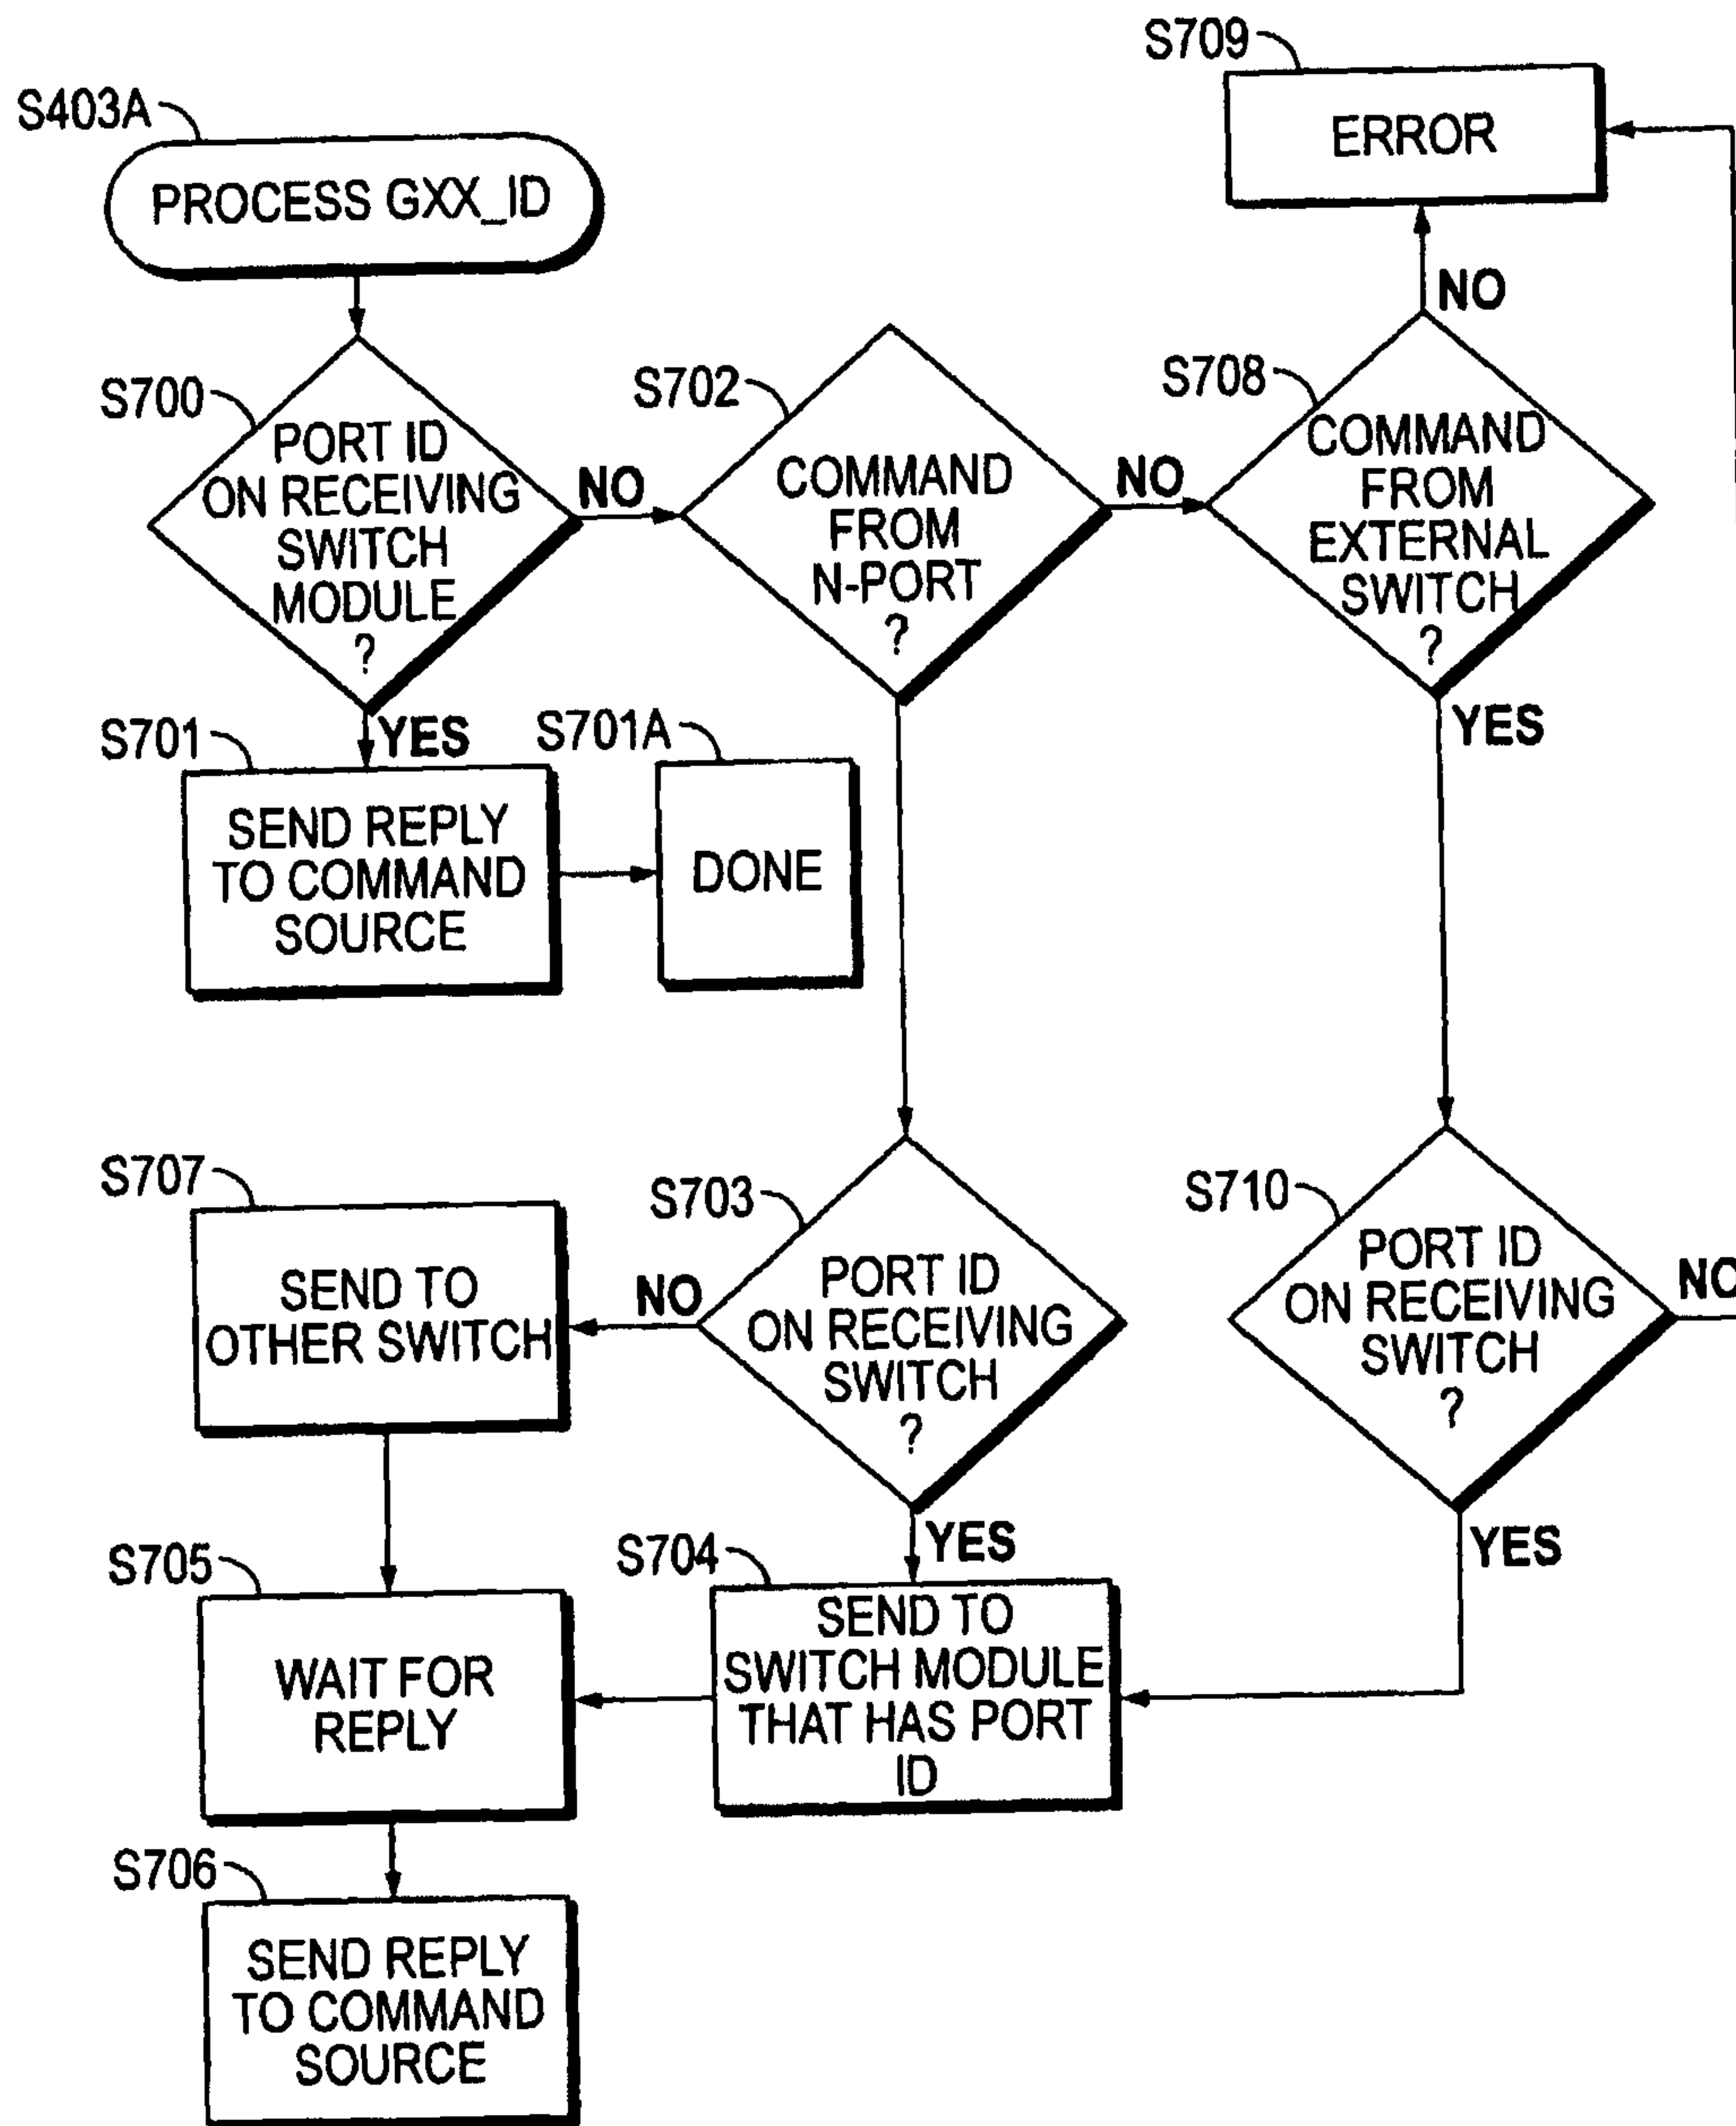 S403A
PROCESS GXX_ID
S709
ERROR
NO
S700
PORT ID
ON RECEIVING
SWITCH
MODULE
?
NO
YES
S702
COMMAND
FROM
N-PORT
?
NO
S708
COMMAND
FROM
EXTERNAL
SWITCH
?
YES
S701
SEND REPLY
TO COMMAND
SOURCE
S701A
DONE
S707
SEND TO
OTHER SWITCH
S703
PORT ID
ON RECEIVING
SWITCH
?
NO
YES
S710
PORT ID
ON RECEIVING
SWITCH
?
NO
YES
S705
WAIT FOR
REPLY
S704
SEND TO
SWITCH MODULE
THAT HAS PORT
ID
S706
SEND REPLY
TO COMMAND
SOURCE